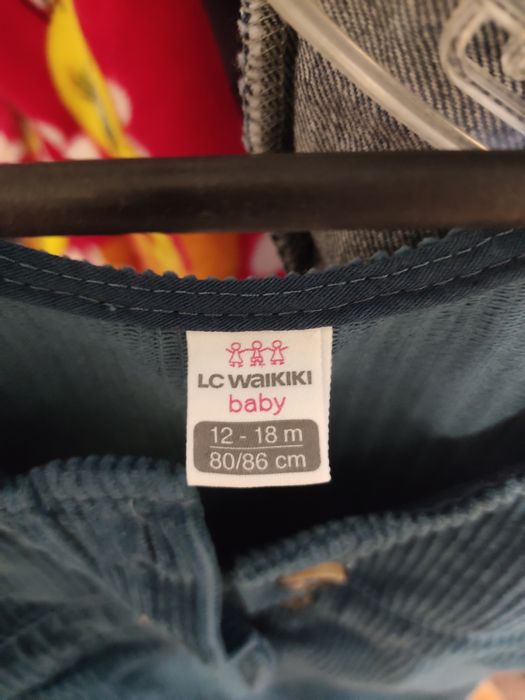 LC WAIKIKI
baby
12 - 18 m
80/86 cm